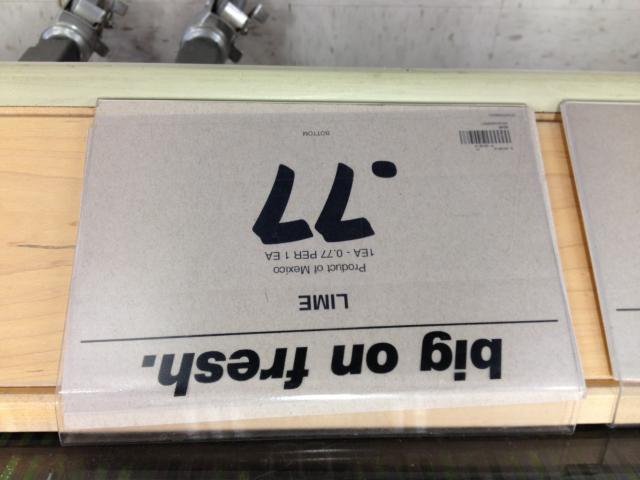 big on fresh.
LIME
Product of Mexico
1EA - 0.77 PER 1 EA
.77
BOTTOM